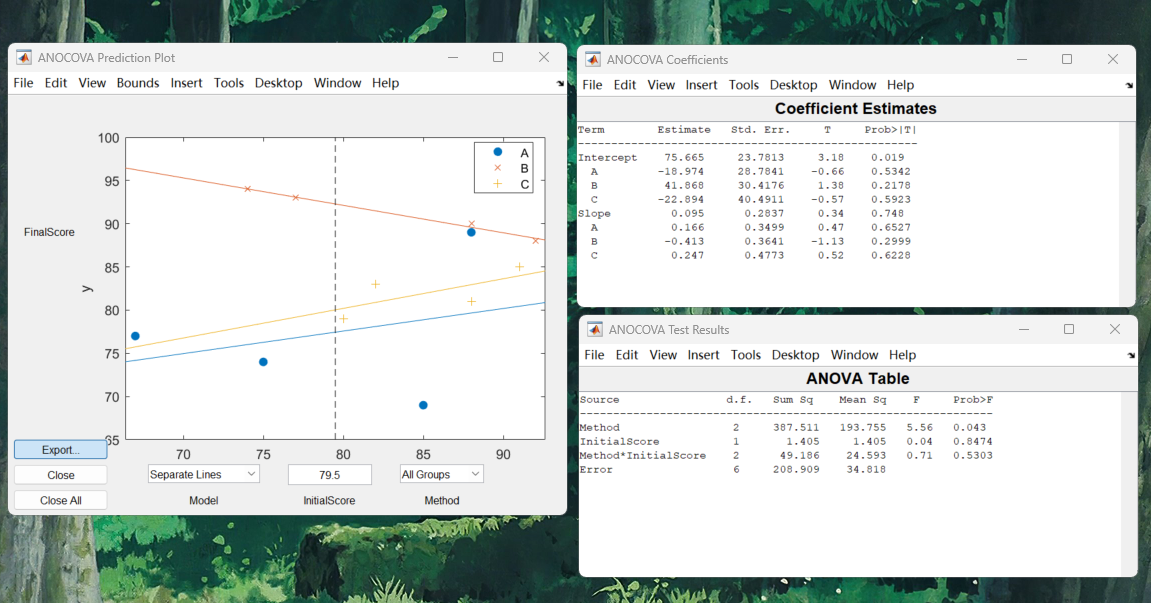 ANOCOVA Prediction Plot
File Edit View Bounds Insert Tools Desktop Window Help
100
95
90
85
80
75
70
65
FinalScore
y
A
B
C
70 75 80 85 90
Export...
Close
Close All
Separate Lines
79.5
All Groups
Model
InitialScore
Method
ANOCOVA Coefficients
File Edit View Insert Tools Desktop Window Help
Coefficient Estimates
Term Estimate Std. Err. T Prob>|T|
Intercept 75.665 23.7813 3.18 0.019
A -18.974 28.7841 -0.66 0.5342
B 41.868 30.4176 1.38 0.2178
C -22.894 40.4911 -0.57 0.5923
Slope 0.095 0.2837 0.34 0.748
A 0.166 0.3499 0.47 0.6527
B -0.413 0.3641 -1.13 0.2999
C 0.247 0.4773 0.52 0.6228
ANOCOVA Test Results
File Edit View Insert Tools Desktop Window Help
ANOVA Table
Source d.f. Sum Sq Mean Sq F Prob>F
Method 2 387.511 193.755 5.56 0.043
InitialScore 1 1.405 1.405 0.04 0.8474
Method*InitialScore 2 49.186 24.593 0.71 0.5303
Error 6 208.909 34.818